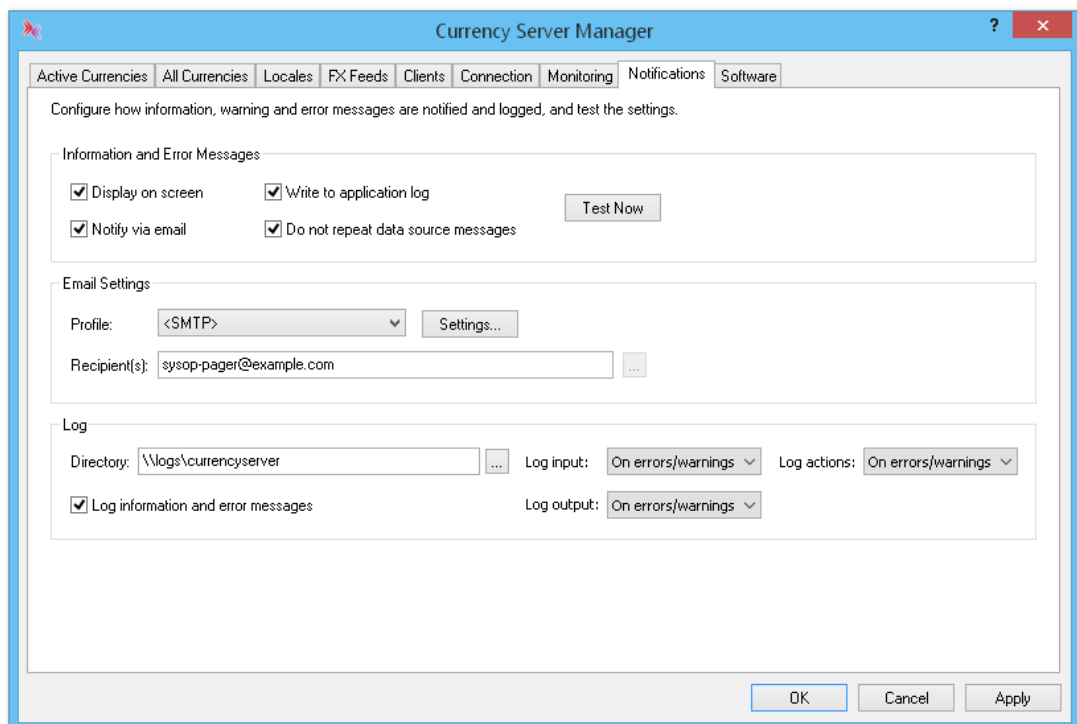 Currency Server Manager
?
Active Currencies All Currencies Locales FX Feeds Clients Connection Monitoring Notifications Software
Configure how information, warning and error messages are notified and logged, and test the settings.
Information and Error Messages
Display on screen Write to application log
Test Now
Notify via email Do not repeat data source messages
Email Settings
Profile: <SMTP> Settings...
Recipient(s): sysop-pager@example.com ...
Log
Directory: \\logs\currencyserver ... Log input: On errors/warnings Log actions: On errors/warnings
Log information and error messages Log output: On errors/warnings
OK Cancel Apply